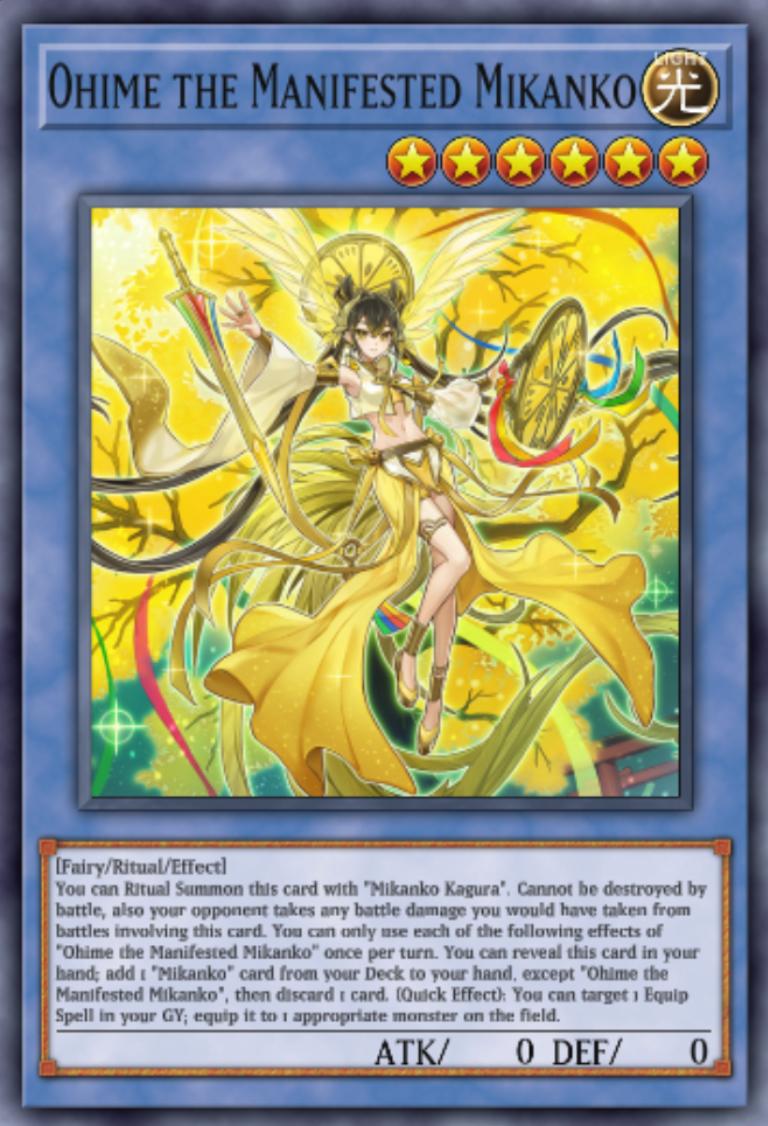 Ohime the Manifested Mikanko
LIGHT
光
[Fairy/Ritual/Effect]
You can Ritual Summon this card with "Mikanko Kagura". Cannot be destroyed by
battle, also your opponent takes any battle damage you would have taken from
battles involving this card. You can only use each of the following effects of
"Ohime the Manifested Mikanko" once per turn. You can reveal this card in your
hand; add 1 "Mikanko" card from your Deck to your hand, except "Ohime the
Manifested Mikanko", then discard 1 card. (Quick Effect): You can target 1 Equip
Spell in your GY; equip it to 1 appropriate monster on the field.
ATK/ 0 DEF/ 0